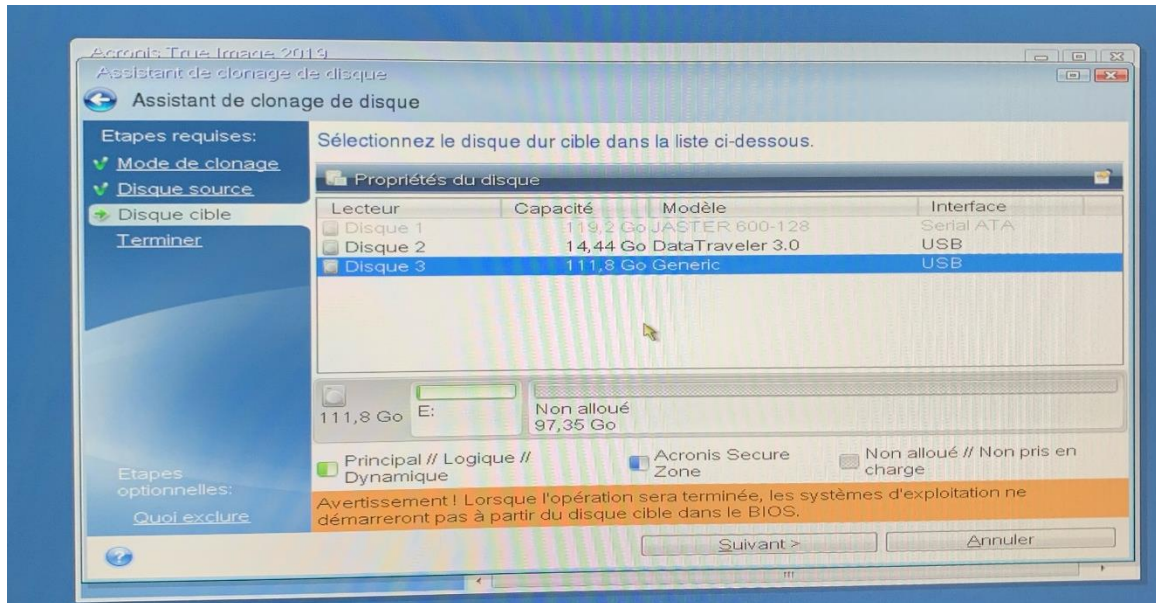 Acronis True Image 2019
Assistant de clonage de disque
Assistant de clonage de disque
Etapes requises:
Mode de clonage
Disque source
Disque cible
Terminer
Sélectionnez le disque dur cible dans la liste ci-dessous.
Propriétés du disque
Lecteur Capacité Modèle Interface
Disque 1 119,2 Go JASTER 600-128 Serial ATA
Disque 2 14,44 Go DataTraveler 3.0 USB
Disque 3 111,8 Go Generic USB
111,8 Go
E:
Non alloué
97,35 Go
Principal // Logique //
Dynamique
Acronis Secure
Zone
Non alloué // Non pris en
charge
Etapes
optionnelles:
Quoi exclure
Avertissement ! Lorsque l'opération sera terminée, les systèmes d'exploitation ne
démarreront pas à partir du disque cible dans le BIOS.
Suivant >
Annuler